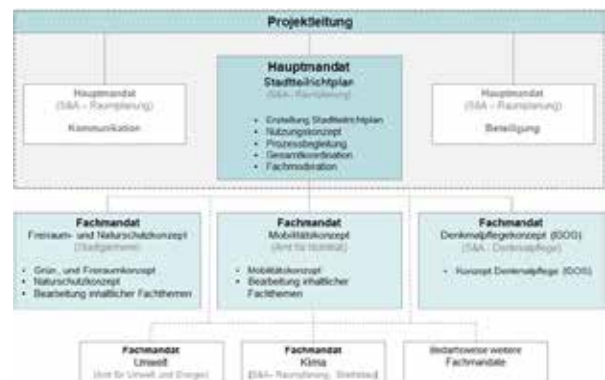 Projektleitung
Hauptmandat
(S&A – Raumplanung)
Kommunikation
Hauptmandat
Stadtteilrichtplan
(S&A - Raumplanung)
• Erstellung Stadtteilrichtplan
• Nutzungskonzept
• Prozessbegleitung
• Gesamtkoordination
• Fachmoderation
Hauptmandat
(S&A – Raumplanung)
Beteiligung
Fachmandat
Freiraum- und Naturschutzkonzept
(Stadtgärtnerei)
• Grün- und Freiraumkonzept
• Naturschutzkonzept
• Bearbeitung inhaltlicher Fachthemen
Fachmandat
Mobilitätskonzept
(Amt für Mobilität)
• Mobilitätskonzept
• Bearbeitung inhaltlicher
Fachthemen
Fachmandat
Denkmalpflegekonzept (ISOS)
(S&A - Denkmalpflege)
• Konzept Denkmalpflege (ISOS)
Fachmandat
Umwelt
(Amt für Umwelt und Energie)
Fachmandat
Klima
(S&A- Raumplanung, Städtebau)
Bedarfsweise weitere
Fachmandate